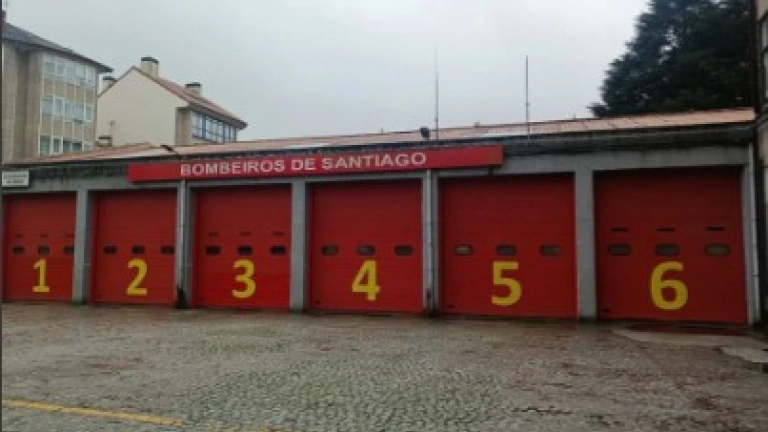 BOMBEIROS DE SANTIAGO
1 2 3 4 5 6